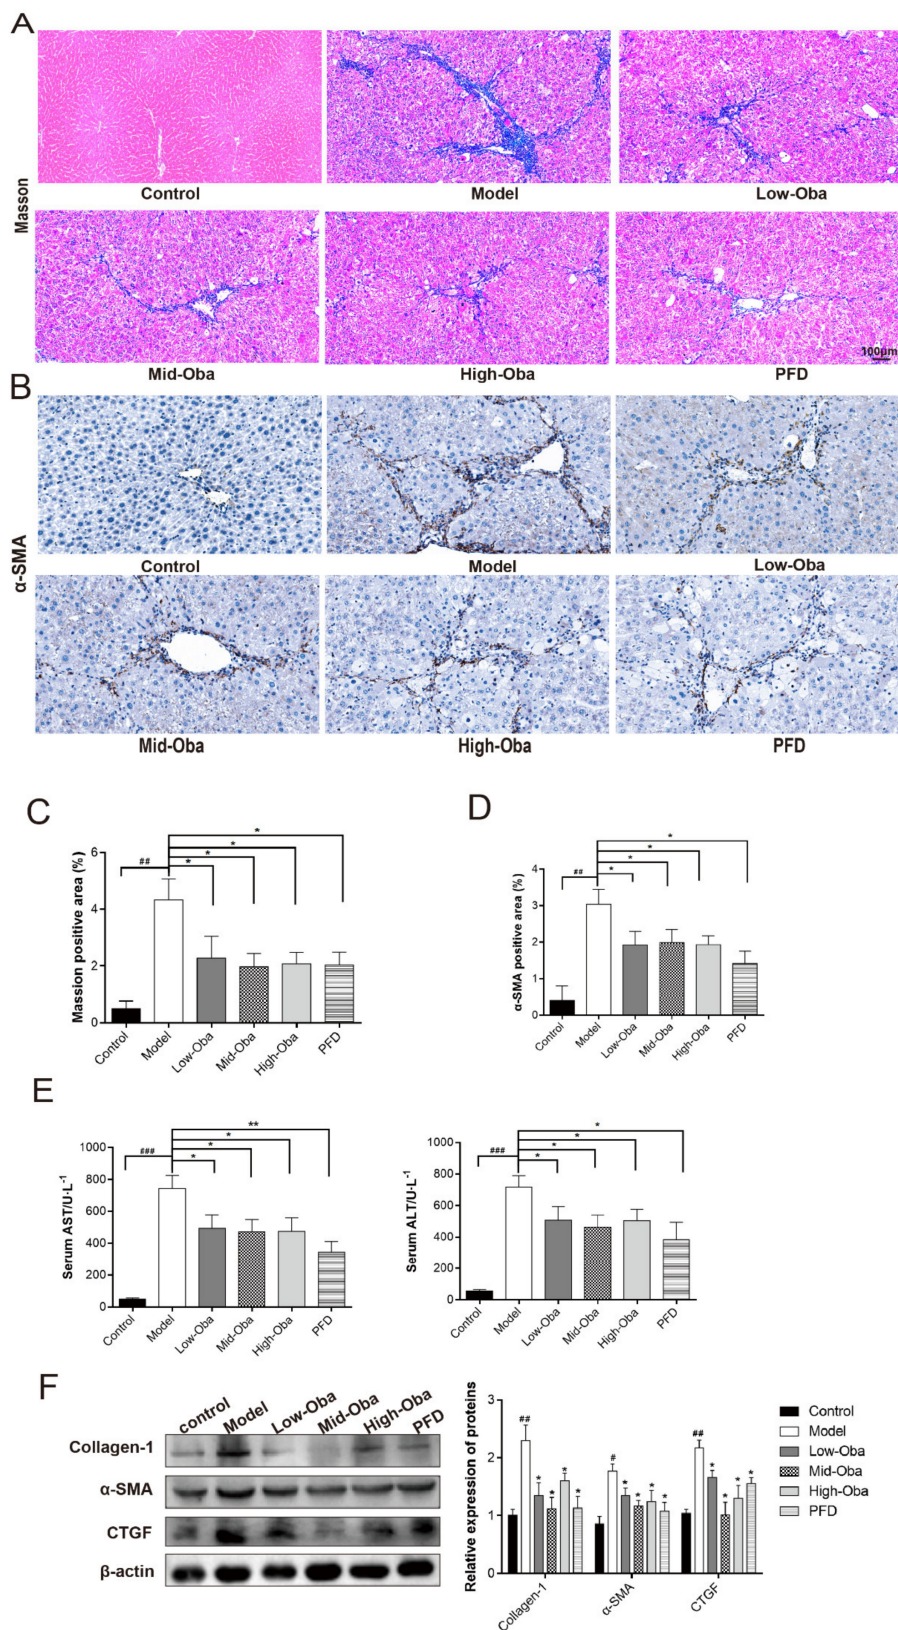 A
Masson
Control
Model
Low-Oba
Mid-Oba
High-Oba
PFD
100μm
B
α-SMA
Control
Model
Low-Oba
Mid-Oba
High-Oba
PFD
C
Massion positive area (%)
6
4
2
0
##
*
*
*
*
Control
Model
Low-Oba
Mid-Oba
High-Oba
PFD
D
α-SMA positive area (%)
4
3
2
1
0
##
*
*
*
*
Control
Model
Low-Oba
Mid-Oba
High-Oba
PFD
E
Serum AST/U·L-1
1000
800
600
400
200
0
###
*
*
*
**
Control
Model
Low-Oba
Mid-Oba
High-Oba
PFD
Serum ALT/U·L-1
1000
800
600
400
200
0
###
*
*
*
*
Control
Model
Low-Oba
Mid-Oba
High-Oba
PFD
F
control
Model
Low-Oba
Mid-Oba
High-Oba
PFD
Collagen-1
α-SMA
CTGF
β-actin
Relative expression of proteins
3
2
1
0
##
*
*
*
*
#
*
*
*
*
##
*
*
*
*
Collagen-1
α-SMA
CTGF
Control
Model
Low-Oba
Mid-Oba
High-Oba
PFD